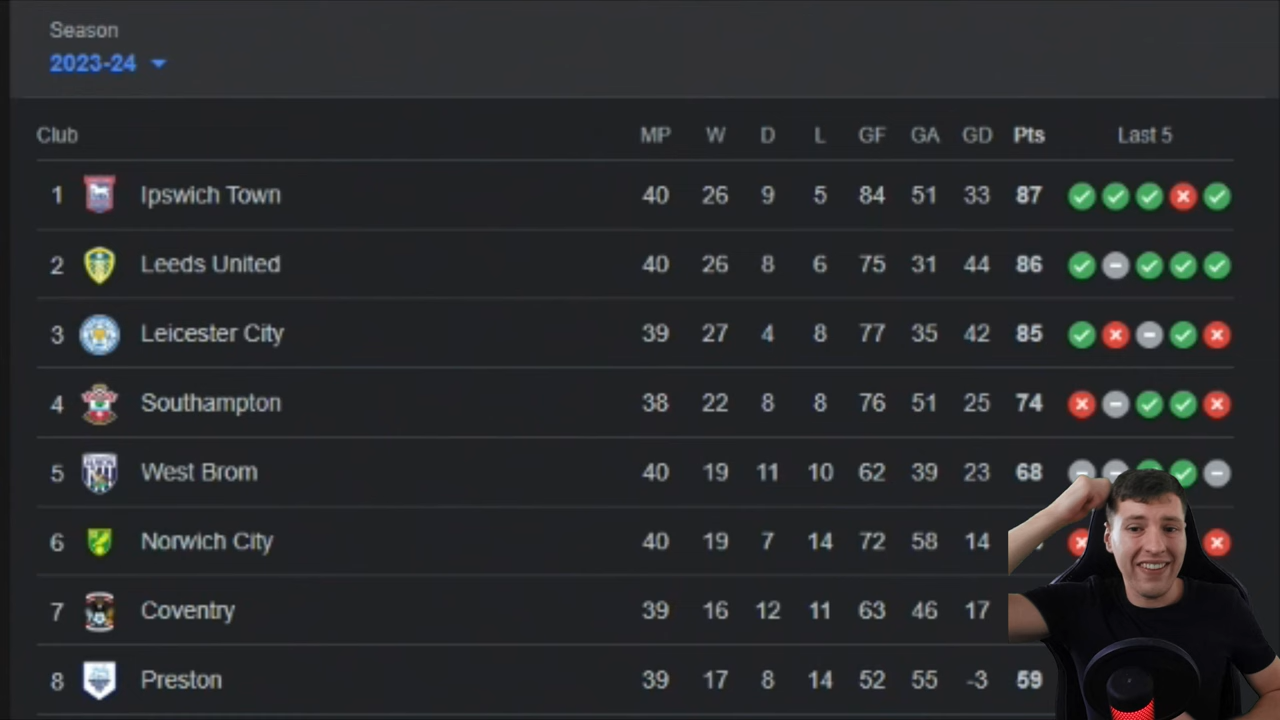 Season
2023-24
Club MP W D L GF GA GD Pts Last 5
1 Ipswich Town 40 26 9 5 84 51 33 87
2 Leeds United 40 26 8 6 75 31 44 86
3 Leicester City 39 27 4 8 77 35 42 85
4 Southampton 38 22 8 8 76 51 25 74
5 West Brom 40 19 11 10 62 39 23 68
6 Norwich City 40 19 7 14 72 58 14
7 Coventry 39 16 12 11 63 46 17
8 Preston 39 17 8 14 52 55 -3 59